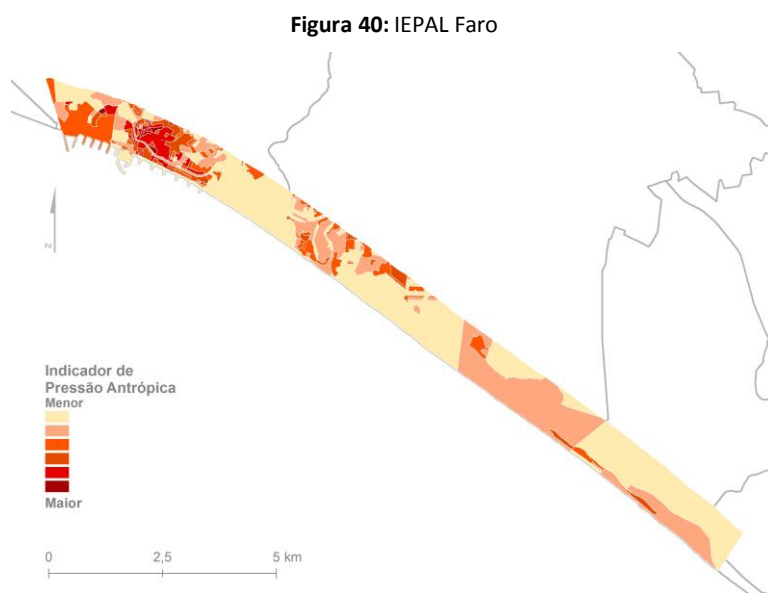 Figura 40: IEPAL Faro
N
Indicador de
Pressão Antrópica
Menor
Maior
0 2,5 5 km